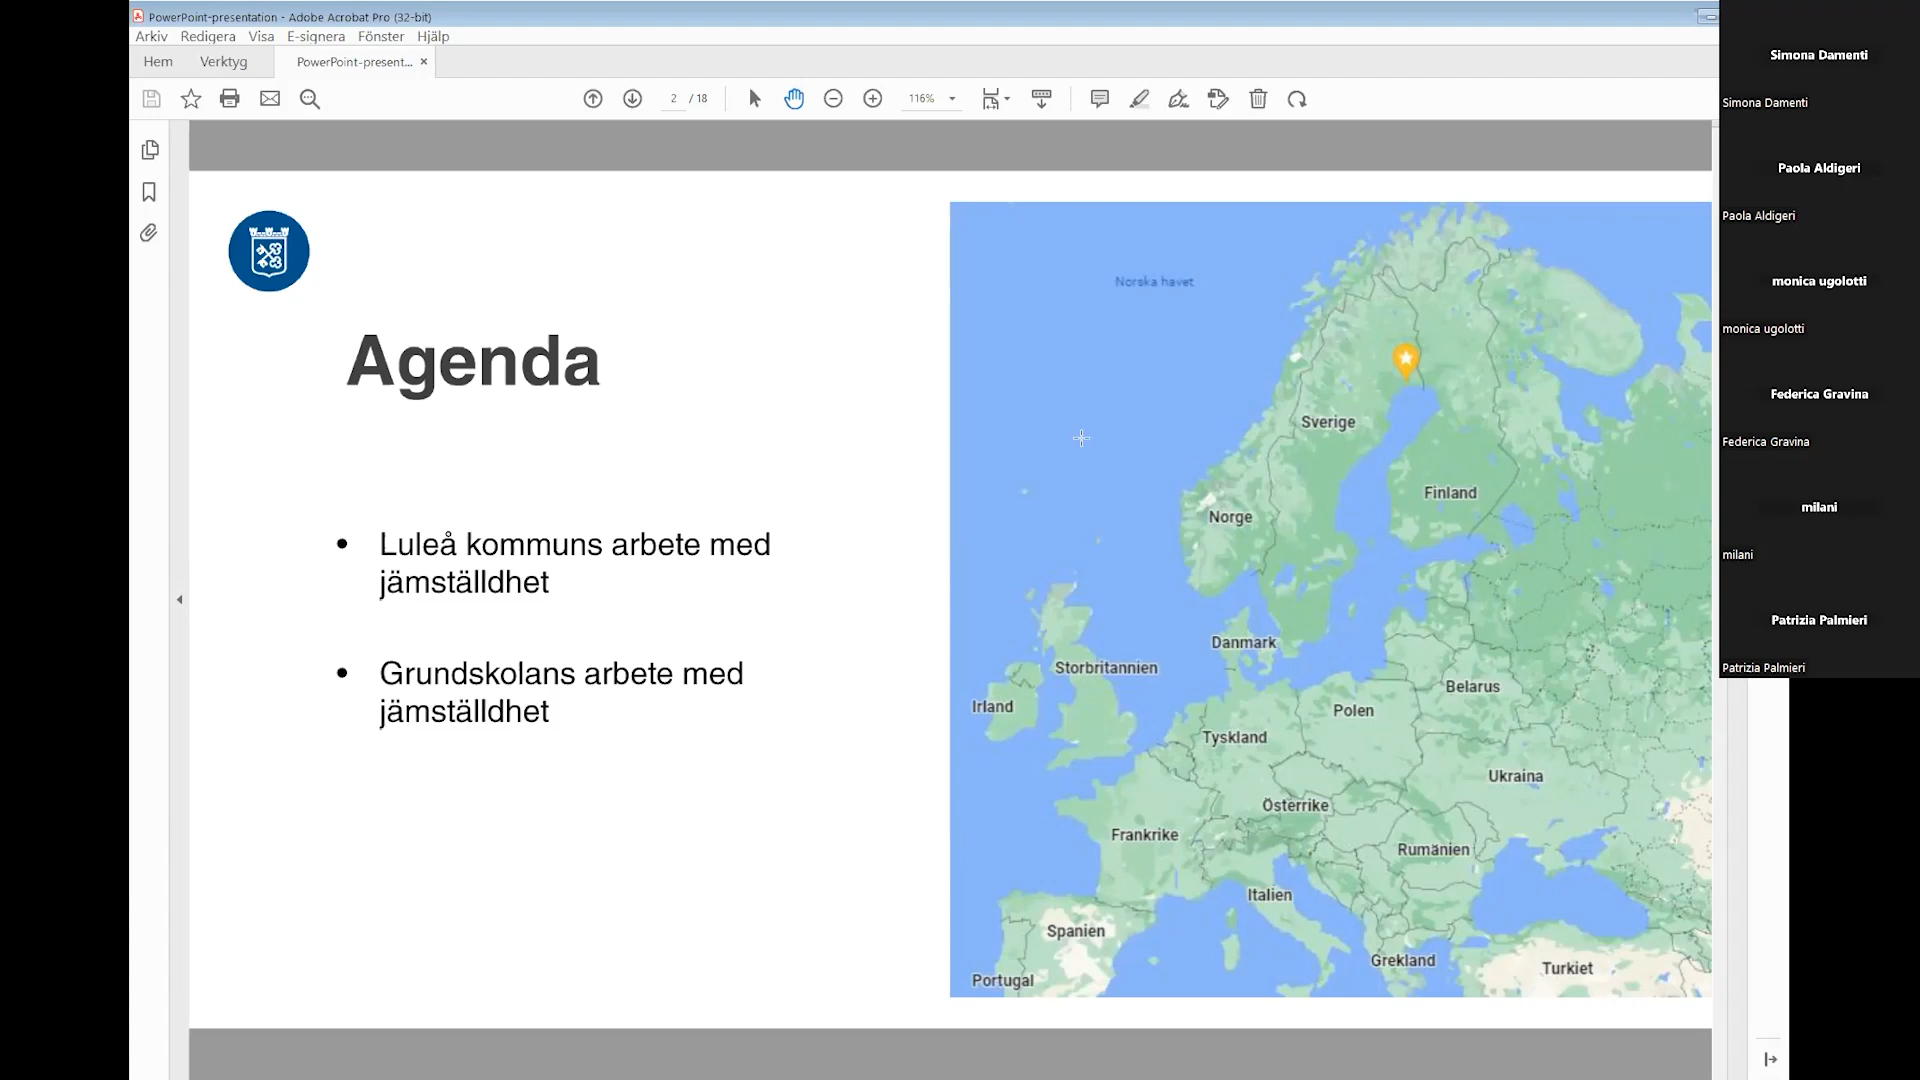 PowerPoint-presentation - Adobe Acrobat Pro (32-bit)
Arkiv Redigera Visa E-signera Fönster Hjälp
Hem Verktyg PowerPoint-present... ×
2 / 18 116%
Agenda
• Luleå kommuns arbete med
jämställdhet
• Grundskolans arbete med
jämställdhet
Norska havet
Sverige
Finland
Norge
Danmark
Storbritannien
Belarus
Irland
Polen
Tyskland
Ukraina
Österrike
Frankrike
Rumänien
Italien
Spanien
Grekland
Turkiet
Portugal
Simona Damenti
Simona Damenti
Paola Aldigeri
Paola Aldigeri
monica ugolotti
monica ugolotti
Federica Gravina
Federica Gravina
milani
milani
Patrizia Palmieri
Patrizia Palmieri